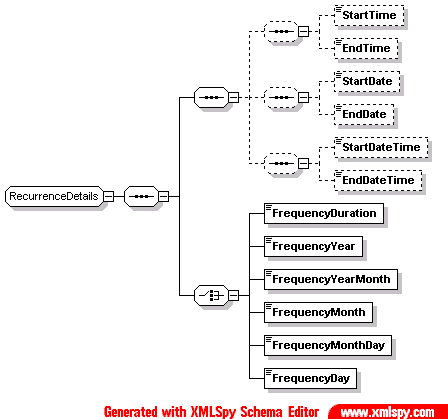 StartTime
EndTime
StartDate
EndDate
StartDateTime
EndDateTime
RecurrenceDetails
FrequencyDuration
FrequencyYear
FrequencyYearMonth
FrequencyMonth
FrequencyMonthDay
FrequencyDay
Generated with XMLSpy Schema Editor www.xmlspy.com